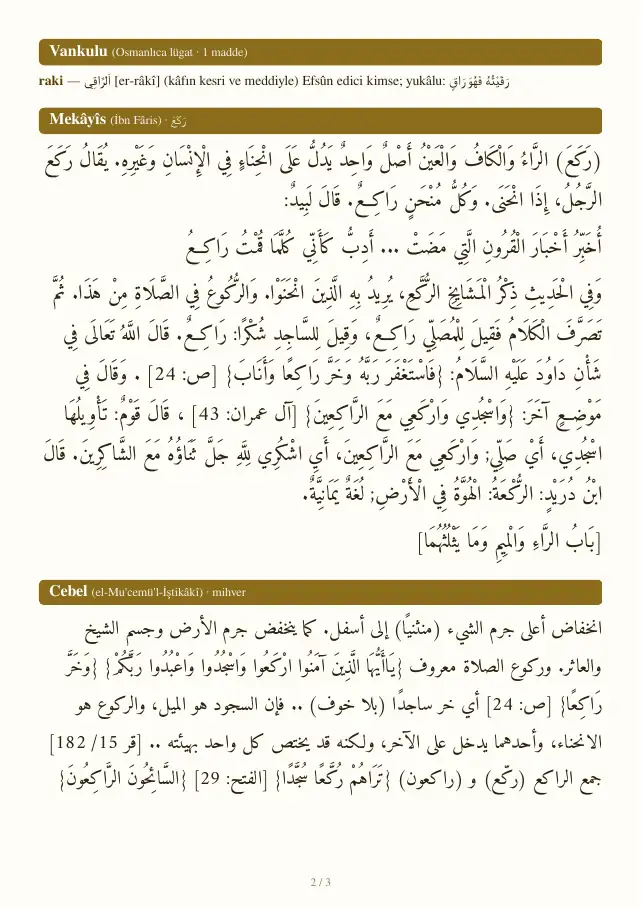 Vankulu (Osmanlıca lügat · 1 madde)
raki — اَلرَّاقِي [er-râkî] (kâfın kesri ve meddiyle) Efsûn edici kimse; yukâlu: رَقَيْتُهُ فَهُوَ رَاقٍ
Mekâyîs (İbn Fâris) · رَكَعَ
(رَكَعَ) الرَّاءُ وَالْكَافُ وَالْعَيْنُ أَصْلٌ وَاحِدٌ يَدُلُّ عَلَى انْحِنَاءٍ فِي الْإِنْسَانِ وَغَيْرِهِ. يُقَالُ رَكَعَ
الرَّجُلُ، إِذَا انْحَنَى. وَكُلُّ مُنْحَنٍ رَاكِعٌ. قَالَ لَبِيدٌ:
أُخَبِّرُ أَخْبَارَ الْقُرُونِ الَّتِي مَضَتْ ... أَدِبُّ كَأَنِّي كُلَّمَا قُمْتُ رَاكِعُ
وَفِي الْحَدِيثِ ذِكْرُ الْمَشَايِخِ الرُّكَّعِ، يُرِيدُ بِهِ الَّذِينَ انْحَنَوْا. وَالرُّكُوعُ فِي الصَّلَاةِ مِنْ هَذَا. ثُمَّ
تَصَرَّفَ الْكَلَامُ فَقِيلَ لِلْمُصَلِّي رَاكِعٌ، وَقِيلَ لِلسَّاجِدِ شُكْرًا: رَاكِعٌ. قَالَ اللَّهُ تَعَالَى فِي
شَأْنِ دَاوُدَ عَلَيْهِ السَّلَامُ: {فَاسْتَغْفَرَ رَبَّهُ وَخَرَّ رَاكِعًا وَأَنَابَ} [ص: 24] . وَقَالَ فِي
مَوْضِعٍ آخَرَ: {وَاسْجُدِي وَارْكَعِي مَعَ الرَّاكِعِينَ} [آل عمران: 43] ، قَالَ قَوْمٌ: تَأْوِيلُهَا
اسْجُدِي، أَيْ صَلِّي; وَارْكَعِي مَعَ الرَّاكِعِينَ، أَيِ اشْكُرِي لِلَّهِ جَلَّ ثَنَاؤُهُ مَعَ الشَّاكِرِينَ. قَالَ
ابْنُ دُرَيْدٍ: الرُّكْعَةُ: الْهُوَّةُ فِي الْأَرْضِ; لُغَةٌ يَمَانِيَّةٌ.
[بَابُ الرَّاءِ وَالْمِيمِ وَمَا يَثْلُثُهُمَا]
Cebel (el-Mu'cemü'l-İştikâkî) · mihver
انخفاض أعلى جرم الشيء (منثنيًا) إلى أسفل. كما ينخفض جرم الأرض وجسم الشيخ
والعاثر. وركوع الصلاة معروف {يَاأَيُّهَا الَّذِينَ آمَنُوا ارْكَعُوا وَاسْجُدُوا وَاعْبُدُوا رَبَّكُمْ} {وَخَرَّ
رَاكِعًا} [ص: 24] أي خر ساجدًا (بلا خوف) .. فإن السجود هو الميل، والركوع هو
الانحناء، وأحدهما يدخل على الآخر، ولكنه قد يختص كل واحد بهيئته .. [قر 15/ 182]
جمع الراكع (ركّع) و (راكعون) {تَرَاهُمْ رُكَّعًا سُجَّدًا} [الفتح: 29] {السَّائِحُونَ الرَّاكِعُونَ}
2 / 3